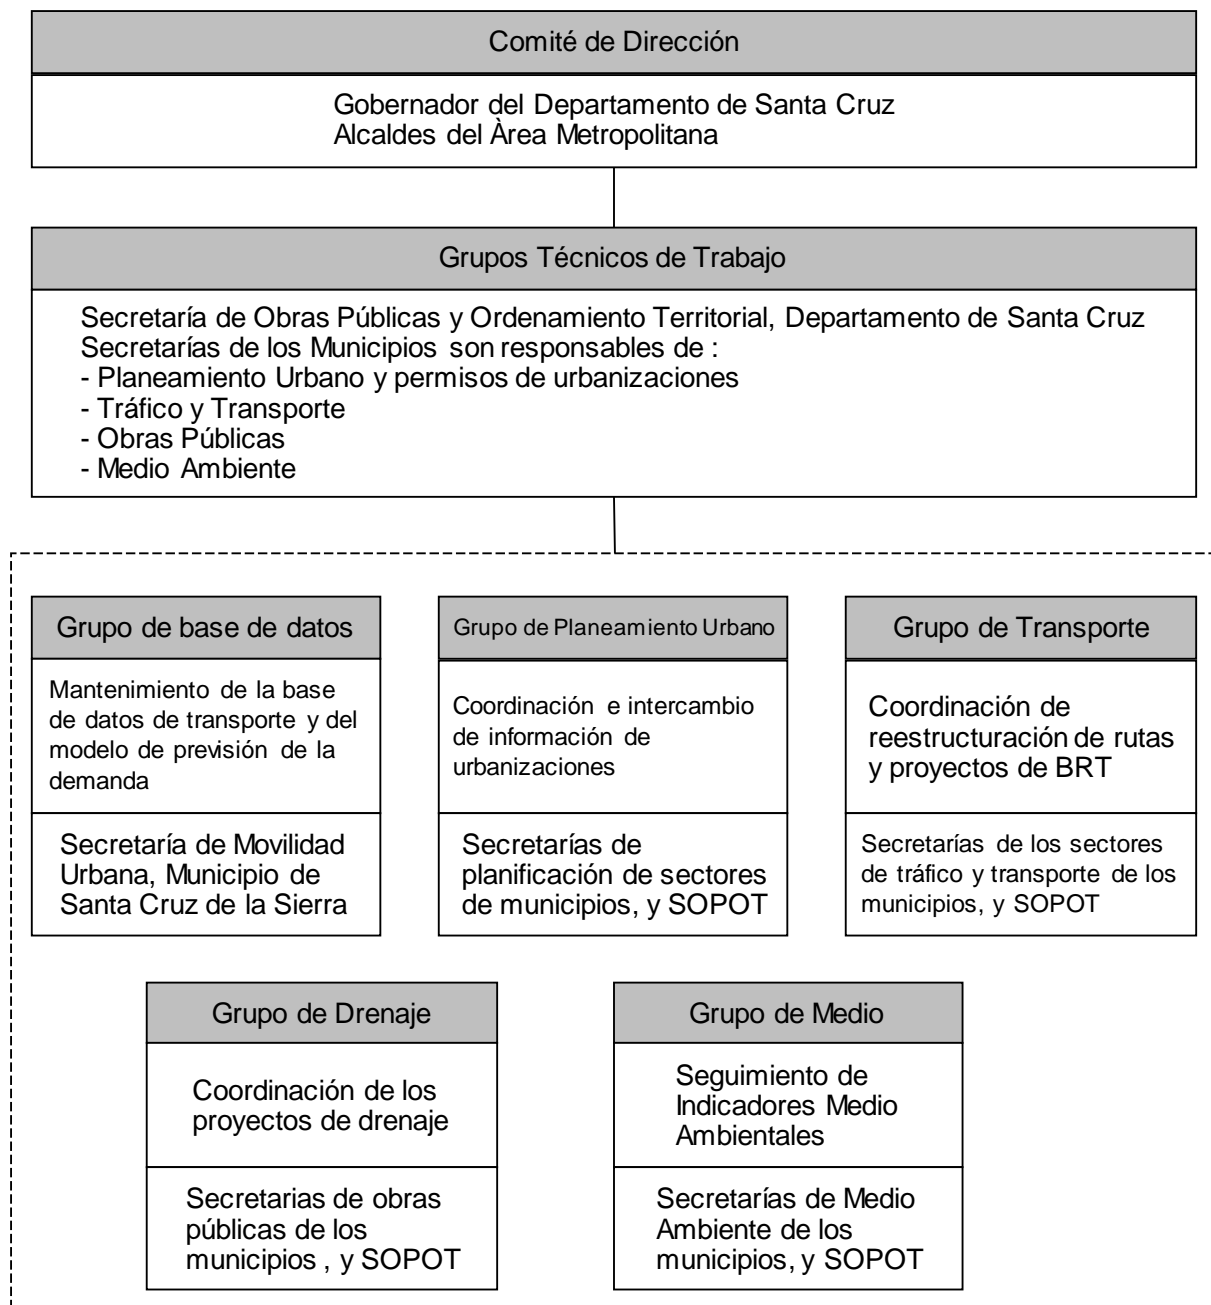 Comité de Dirección
Gobernador del Departamento de Santa Cruz
Alcaldes del Àrea Metropolitana
Grupos Técnicos de Trabajo
Secretaría de Obras Públicas y Ordenamiento Territorial, Departamento de Santa Cruz
Secretarías de los Municipios son responsables de :
- Planeamiento Urbano y permisos de urbanizaciones
- Tráfico y Transporte
- Obras Públicas
- Medio Ambiente
Grupo de base de datos
Mantenimiento de la base
de datos de transporte y del
modelo de previsión de la
demanda
Secretaría de Movilidad
Urbana, Municipio de
Santa Cruz de la Sierra
Grupo de Planeamiento Urbano
Coordinación e intercambio
de información de
urbanizaciones
Secretarías de
planificación de sectores
de municipios, y SOPOT
Grupo de Transporte
Coordinación de
reestructuración de rutas
y proyectos de BRT
Secretarías de los sectores
de tráfico y transporte de los
municipios, y SOPOT
Grupo de Drenaje
Coordinación de los
proyectos de drenaje
Secretarias de obras
públicas de los
municipios , y SOPOT
Grupo de Medio
Seguimiento de
Indicadores Medio
Ambientales
Secretarías de Medio
Ambiente de los
municipios, y SOPOT